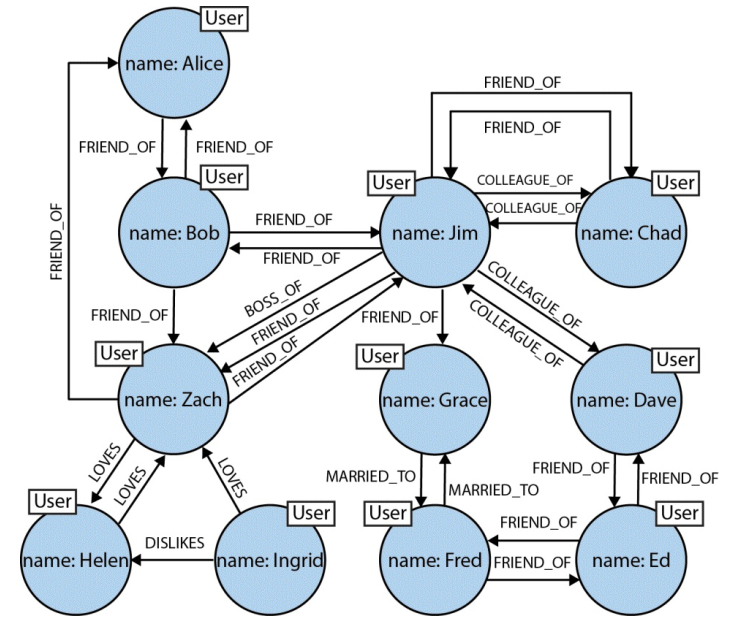 User
name: Alice
FRIEND_OF
FRIEND_OF
FRIEND_OF
FRIEND_OF
FRIEND_OF
User
name: Bob
User
name: Jim
User
name: Chad
COLLEAGUE_OF
COLLEAGUE_OF
FRIEND_OF
FRIEND_OF
FRIEND_OF
BOSS_OF
FRIEND_OF
FRIEND_OF
FRIEND_OF
COLLEAGUE_OF
COLLEAGUE_OF
User
name: Zach
User
name: Grace
User
name: Dave
LOVES
LOVES
LOVES
MARRIED_TO
MARRIED_TO
FRIEND_OF
FRIEND_OF
User
name: Helen
DISLIKES
User
name: Ingrid
User
name: Fred
FRIEND_OF
FRIEND_OF
User
name: Ed